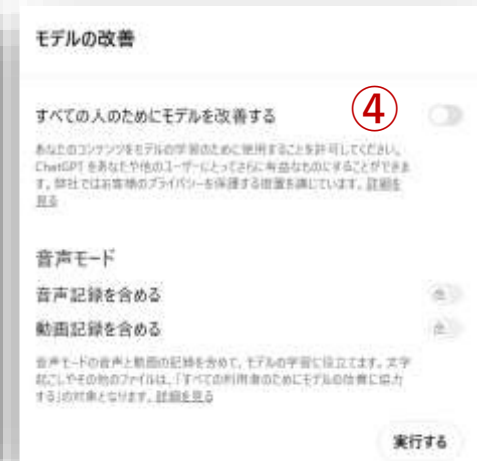 モデルの改善
すべての人のためにモデルを改善する
④
あなたのコンテンツをモデルの学習のために使用することを許可してください。
ChatGPT をあなたや他のユーザーにとってさらに有益なものにすることができま
す。弊社ではお客様のプライバシーを保護する措置を講じています。詳細を
見る
音声モード
音声記録を含める
動画記録を含める
音声モードの音声と動画の記録を含めて、モデルの学習に役立てます。文字
起こしやその他のファイルは、「すべての利用者のためにモデルの改善に協力
する」の対象となります。詳細を見る
実行する